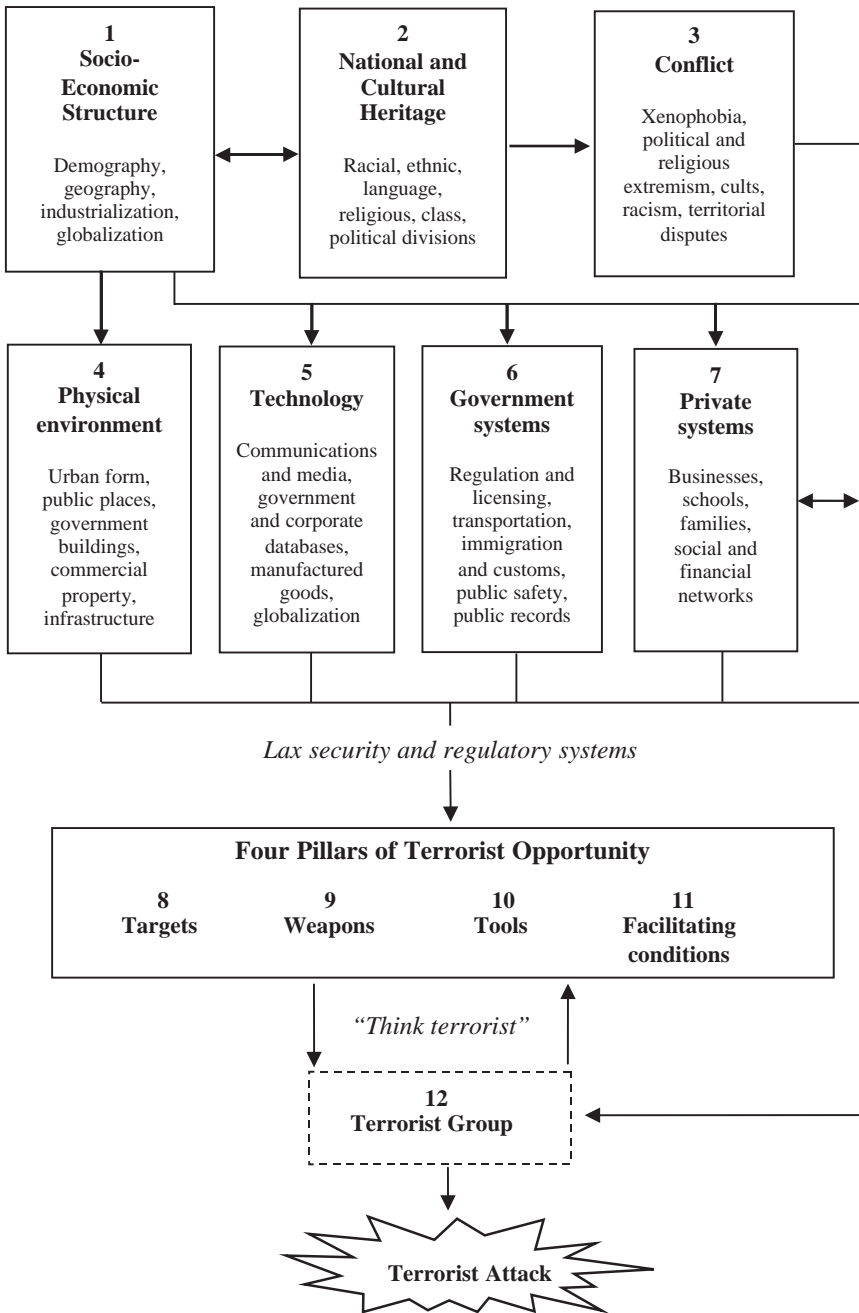 1
Socio-
Economic
Structure
Demography,
geography,
industrialization,
globalization
2
National and
Cultural
Heritage
Racial, ethnic,
language,
religious, class,
political divisions
3
Conflict
Xenophobia,
political and
religious
extremism, cults,
racism, territorial
disputes
4
Physical
environment
Urban form,
public places,
government
buildings,
commercial
property,
infrastructure
5
Technology
Communications
and media,
government
and corporate
databases,
manufactured
goods,
globalization
6
Government
systems
Regulation and
licensing,
transportation,
immigration
and customs,
public safety,
public records
7
Private
systems
Businesses,
schools,
families,
social and
financial
networks
Lax security and regulatory systems
Four Pillars of Terrorist Opportunity
8
Targets
9
Weapons
10
Tools
11
Facilitating
conditions
“Think terrorist”
12
Terrorist Group
Terrorist Attack